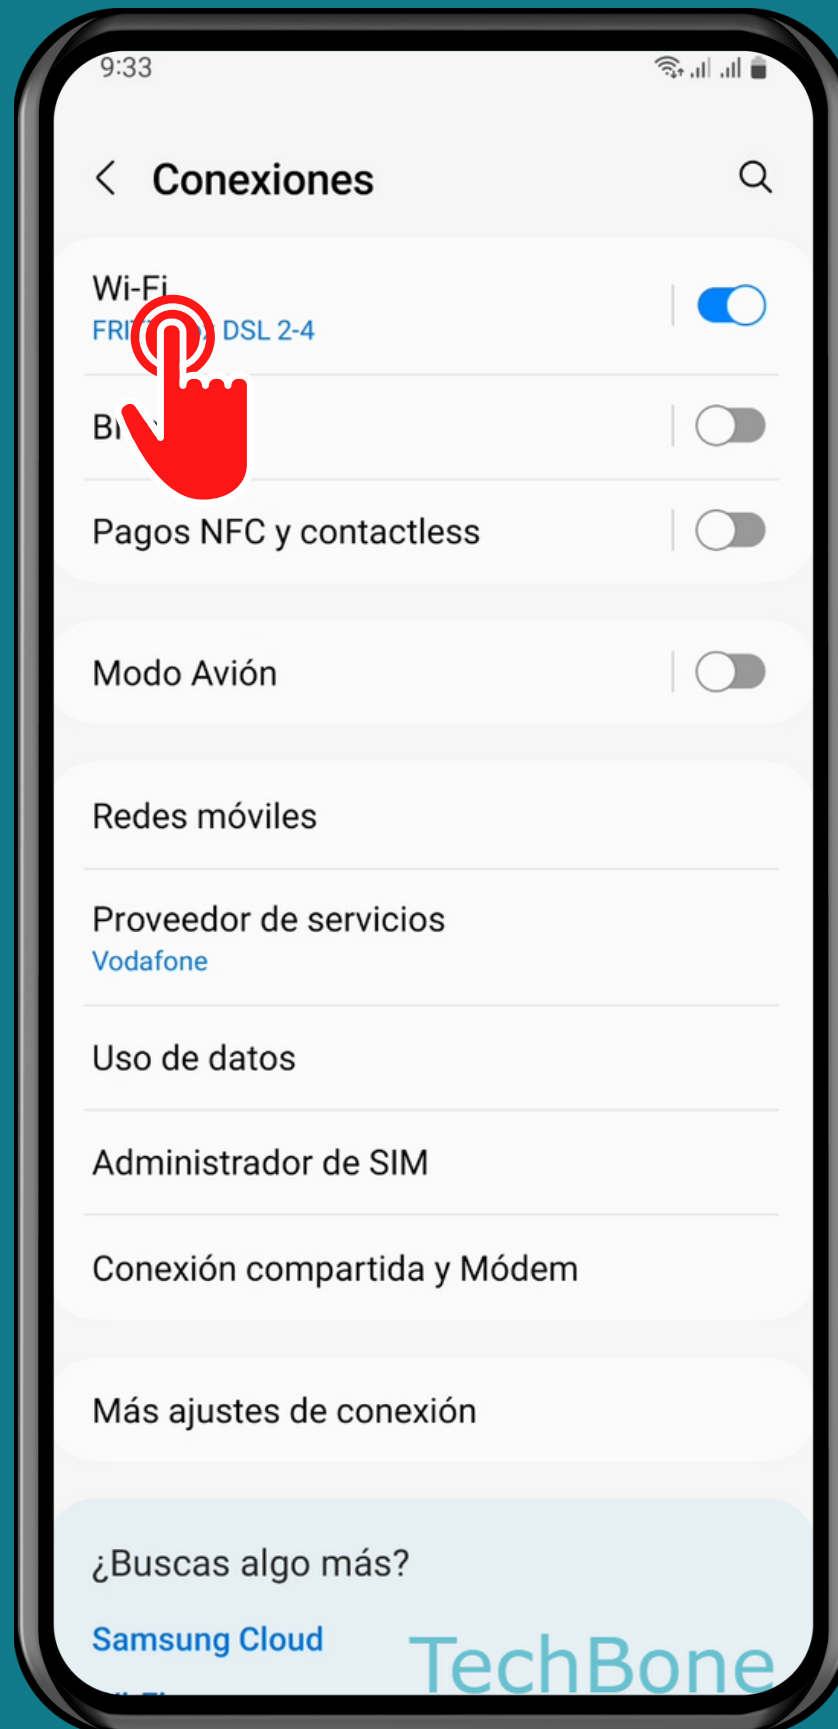 9:33
Conexiones
Wi-Fi
DSL 2-4
Pagos NFC y contactless
Modo Avión
Redes móviles
Proveedor de servicios
Vodafone
Uso de datos
Administrador de SIM
Conexión compartida y Módem
Más ajustes de conexión
¿Buscas algo más?
Samsung Cloud
TechBone